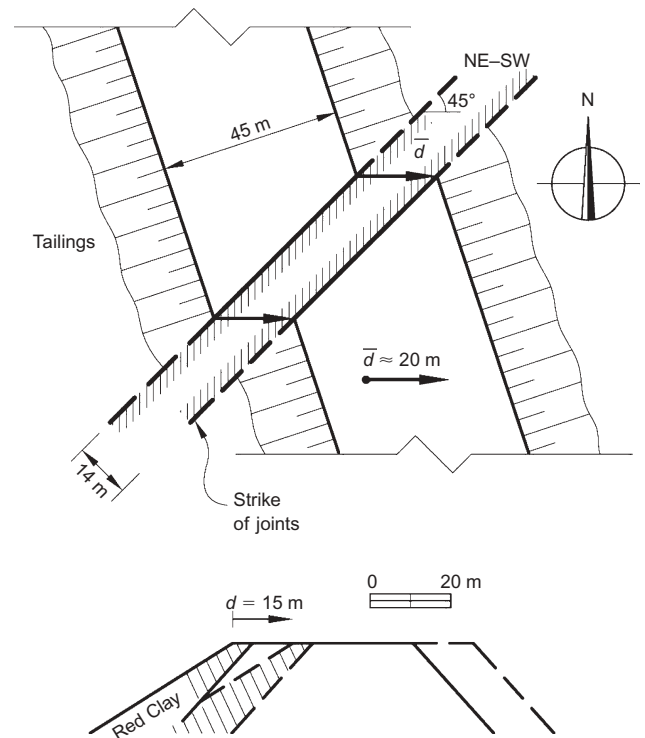 NE–SW
45°
N
45 m
d
Tailings
d ≈ 20 m
14 m
Strike
of joints
0 20 m
d = 15 m
Red Clay